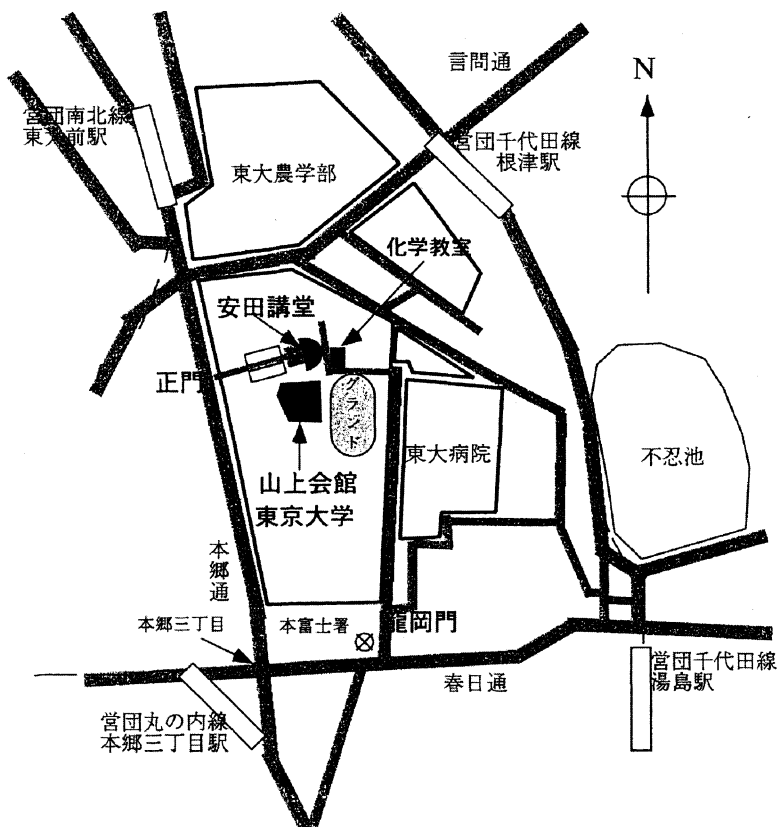 言問通
N
営団南北線
東大前駅
営団千代田線
根津駅
東大農学部
化学教室
安田講堂
正門
グランド
東大病院
不忍池
山上会館
東京大学
本郷通
本郷三丁目
本富士署
龍岡門
春日通
営団千代田線
湯島駅
営団丸の内線
本郷三丁目駅